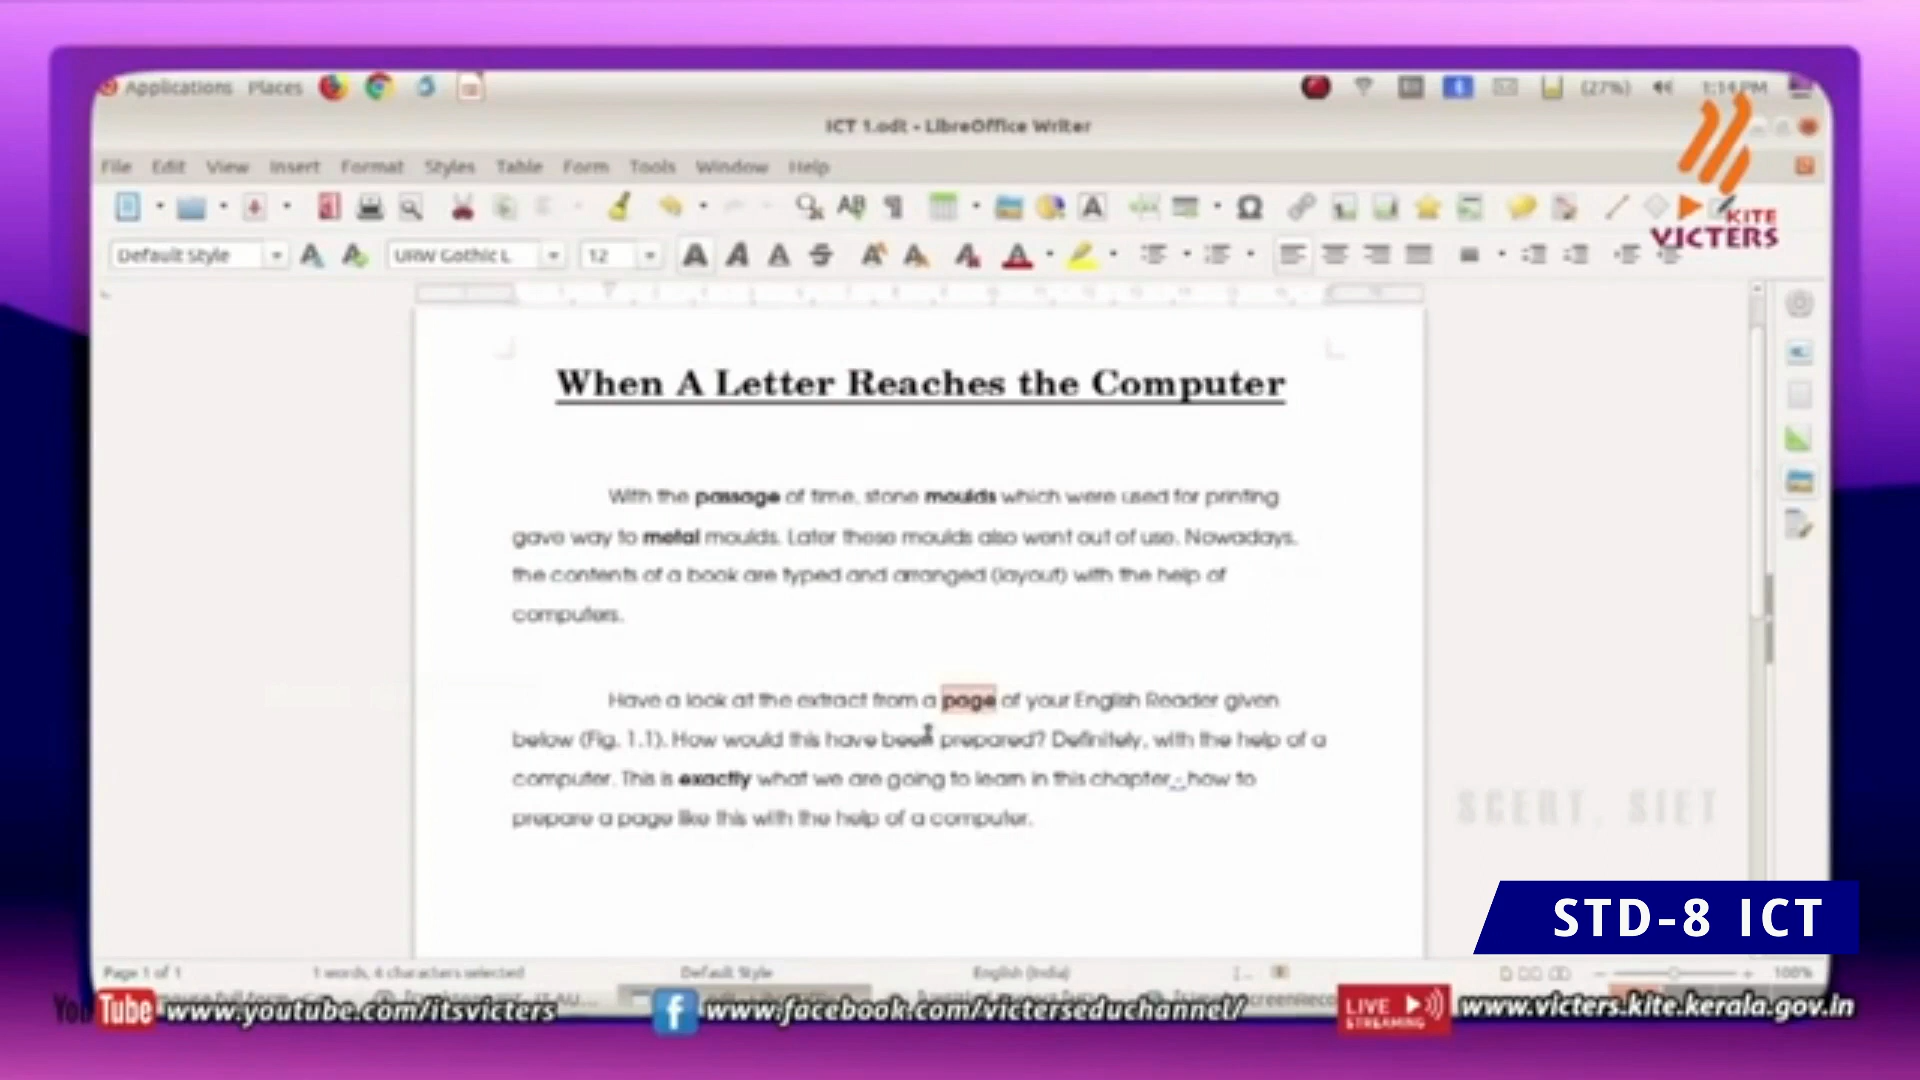 Applications Places (27%) 1:14 PM
ICT 1.odt - LibreOffice Writer
File Edit View Insert Format Styles Table Form Tools Window Help
KITE
VICTERS
Default Style URW Gothic L 12
When A Letter Reaches the Computer
With the passage of time, stone moulds which were used for printing
gave way to metal moulds. Later these moulds also went out of use. Nowadays,
the contents of a book are typed and arranged (layout) with the help of
computers.
Have a look at the extract from a page of your English Reader given
below (Fig. 1.1). How would this have been prepared? Definitely, with the help of a
computer. This is exactly what we are going to learn in this chapter - how to
prepare a page like this with the help of a computer.
SCERT, SIET
STD-8 ICT
Page 1 of 1 1 words, 4 characters selected Default Style English (India) 100%
YouTube www.youtube.com/itsvicters f www.facebook.com/victerseduchannel/ LIVE STREAMING www.victers.kite.kerala.gov.in